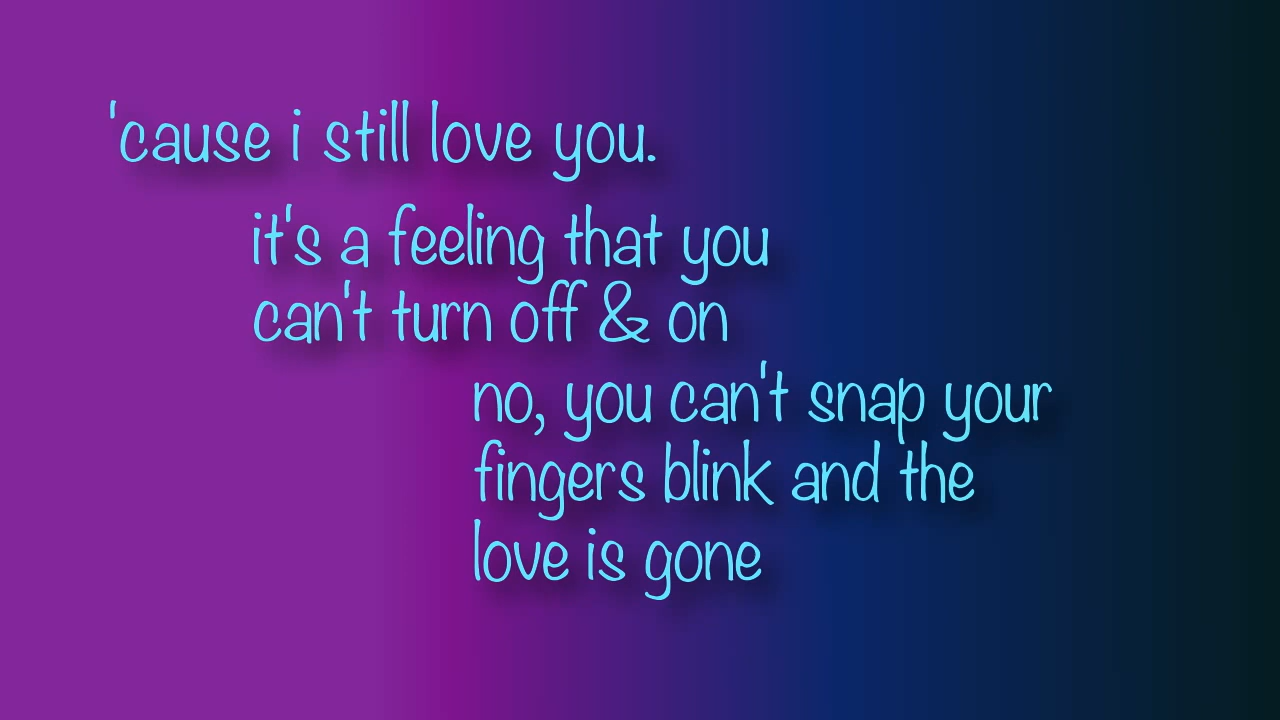 'cause i still love you.
it's a feeling that you
can't turn off & on
no, you can't snap your
fingers blink and the
love is gone